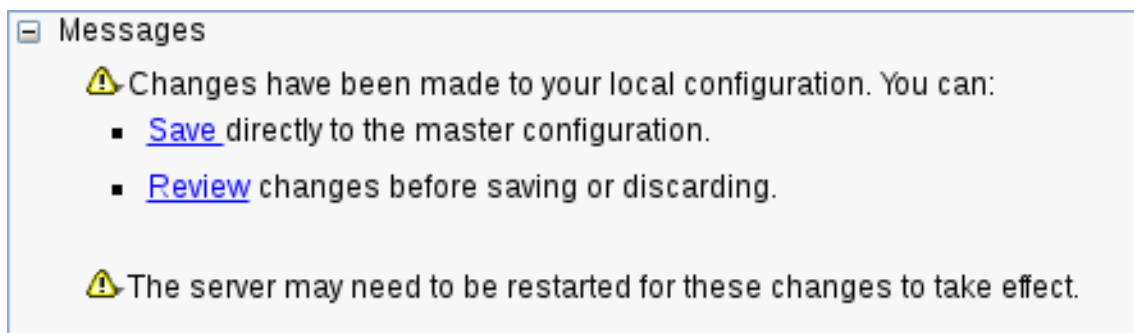 Messages
Changes have been made to your local configuration. You can:
Save directly to the master configuration.
Review changes before saving or discarding.
The server may need to be restarted for these changes to take effect.